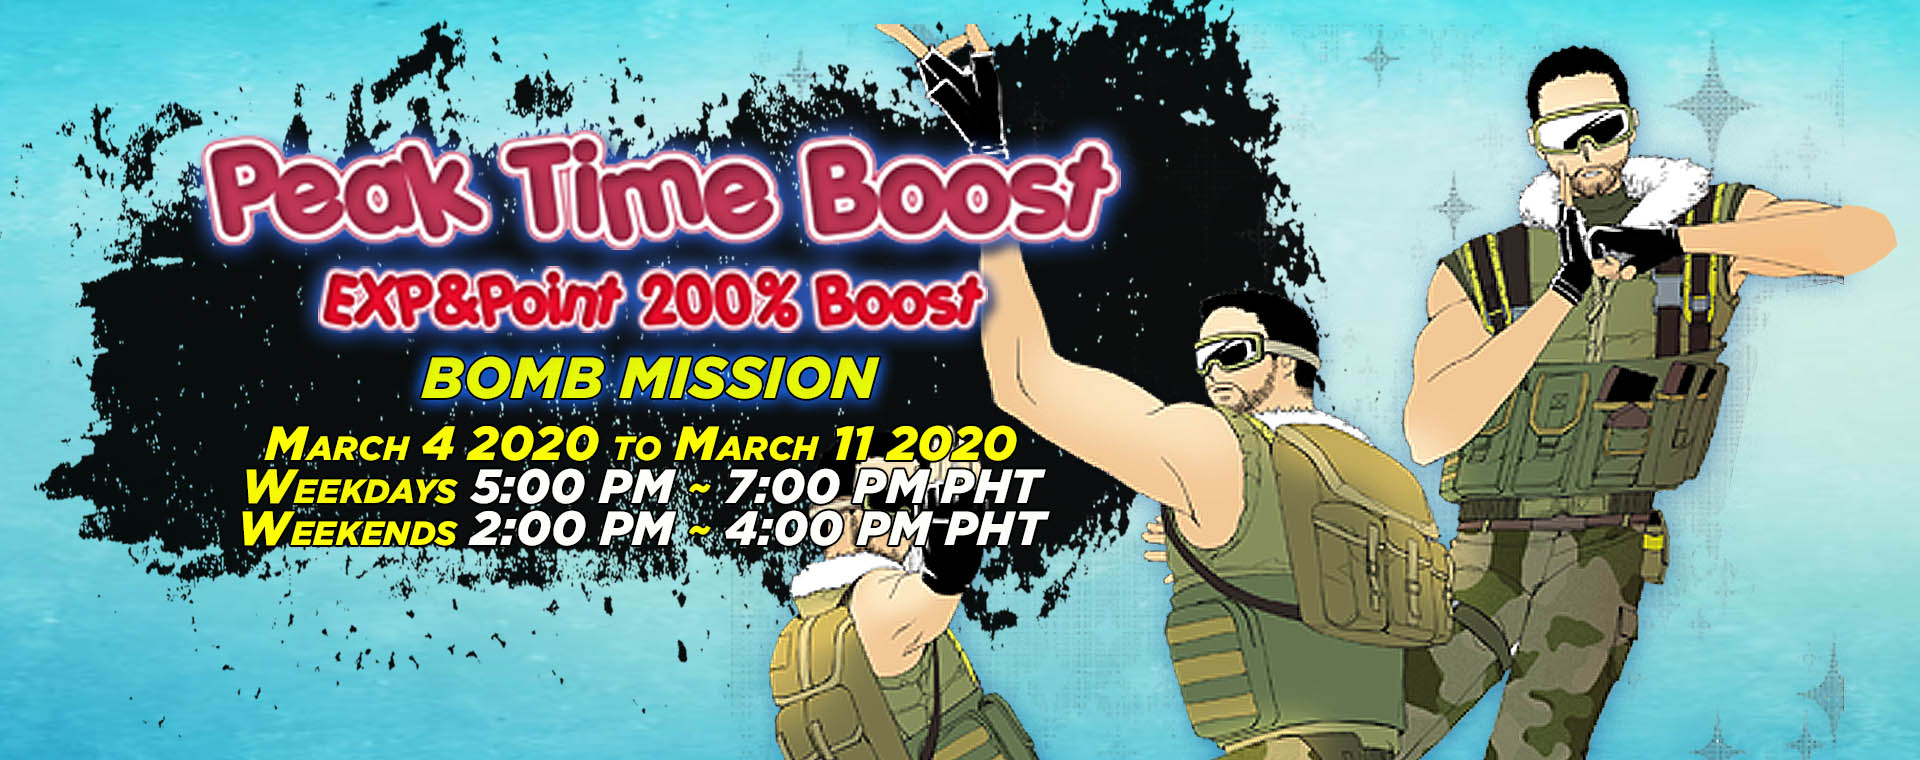 Peak Time Boost
EXP&Point 200% Boost
BOMB MISSION
March 4 2020 to March 11 2020
Weekdays 5:00 PM ~ 7:00 PM PHT
Weekends 2:00 PM ~ 4:00 PM PHT